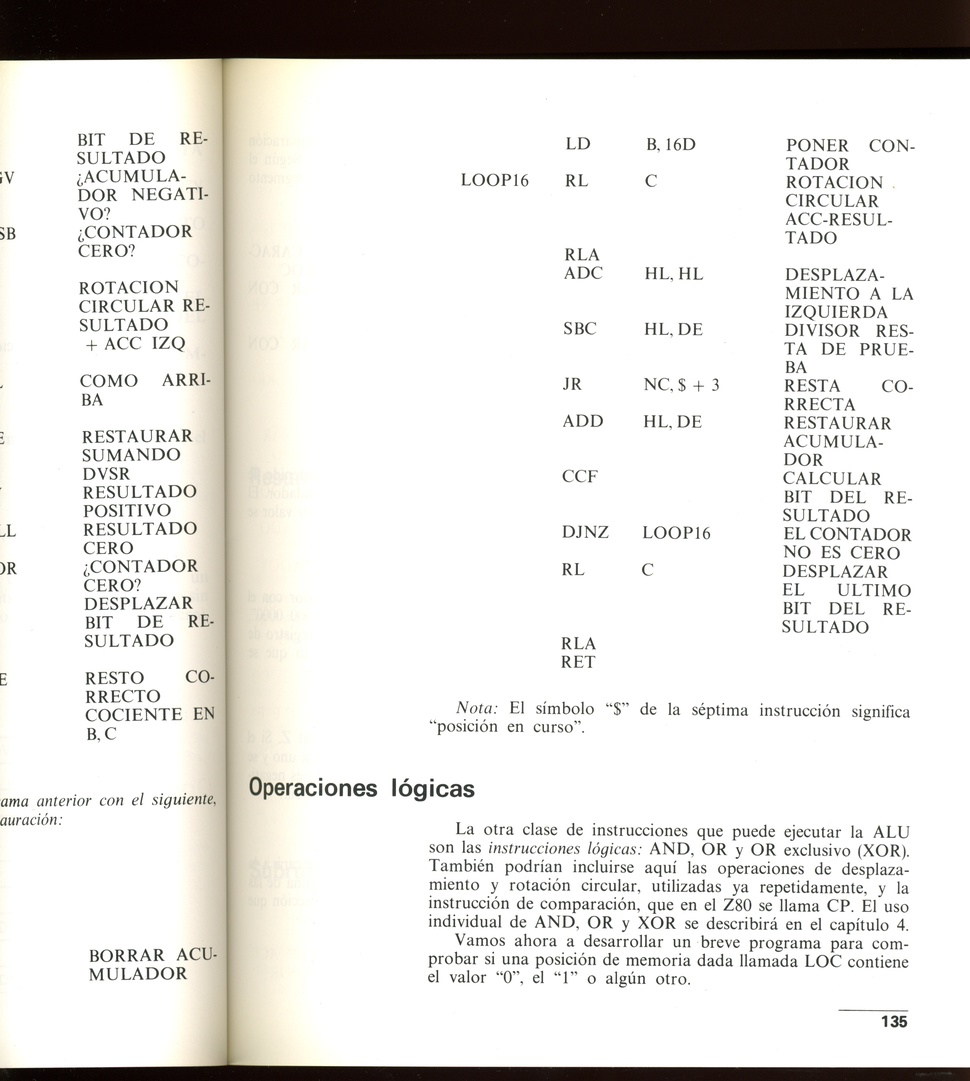 BIT DE RE-
SULTADO
GV ¿ACUMULA-
DOR NEGATI-
VO?
SB ¿CONTADOR
CERO?
ROTACION
CIRCULAR RE-
SULTADO
+ ACC IZQ
COMO ARRI-
BA
E RESTAURAR
SUMANDO
DVSR
RESULTADO
POSITIVO
LL RESULTADO
CERO
OR ¿CONTADOR
CERO?
DESPLAZAR
BIT DE RE-
SULTADO
E RESTO CO-
RRECTO
COCIENTE EN
B, C
ama anterior con el siguiente,
auración:
BORRAR ACU-
MULADOR
LD B, 16D PONER CON-
TADOR
LOOP16 RL C ROTACION
CIRCULAR
ACC-RESUL-
TADO
RLA
ADC HL, HL DESPLAZA-
MIENTO A LA
IZQUIERDA
SBC HL, DE DIVISOR RES-
TA DE PRUE-
BA
JR NC, $ + 3 RESTA CO-
RRECTA
ADD HL, DE RESTAURAR
ACUMULA-
DOR
CCF CALCULAR
BIT DEL RE-
SULTADO
DJNZ LOOP16 EL CONTADOR
NO ES CERO
RL C DESPLAZAR
EL ULTIMO
BIT DEL RE-
SULTADO
RLA
RET
Nota: El símbolo “$” de la séptima instrucción significa
“posición en curso”.
Operaciones lógicas
La otra clase de instrucciones que puede ejecutar la ALU
son las instrucciones lógicas: AND, OR y OR exclusivo (XOR).
También podrían incluirse aquí las operaciones de desplaza-
miento y rotación circular, utilizadas ya repetidamente, y la
instrucción de comparación, que en el Z80 se llama CP. El uso
individual de AND, OR y XOR se describirá en el capítulo 4.
Vamos ahora a desarrollar un breve programa para com-
probar si una posición de memoria dada llamada LOC contiene
el valor “0”, el “1” o algún otro.
135